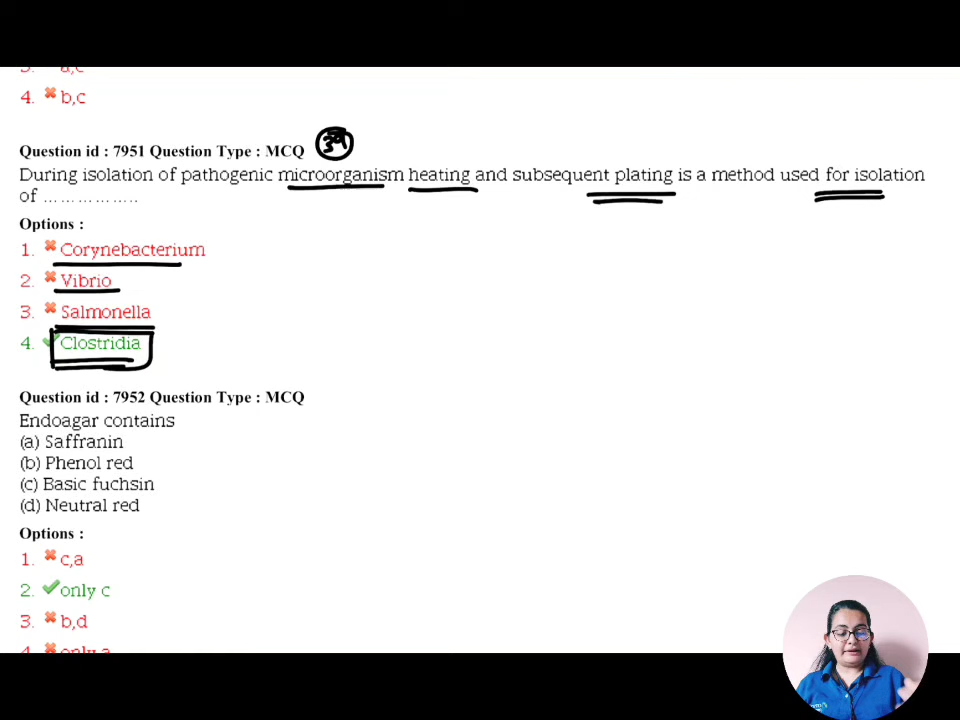 4. b,c
Question id : 7951 Question Type : MCQ
During isolation of pathogenic microorganism heating and subsequent plating is a method used for isolation
of ................
Options :
1. Corynebacterium
2. Vibrio
3. Salmonella
4. Clostridia
Question id : 7952 Question Type : MCQ
Endoagar contains
(a) Saffranin
(b) Phenol red
(c) Basic fuchsin
(d) Neutral red
Options :
1. c,a
2. only c
3. b,d
4. only a